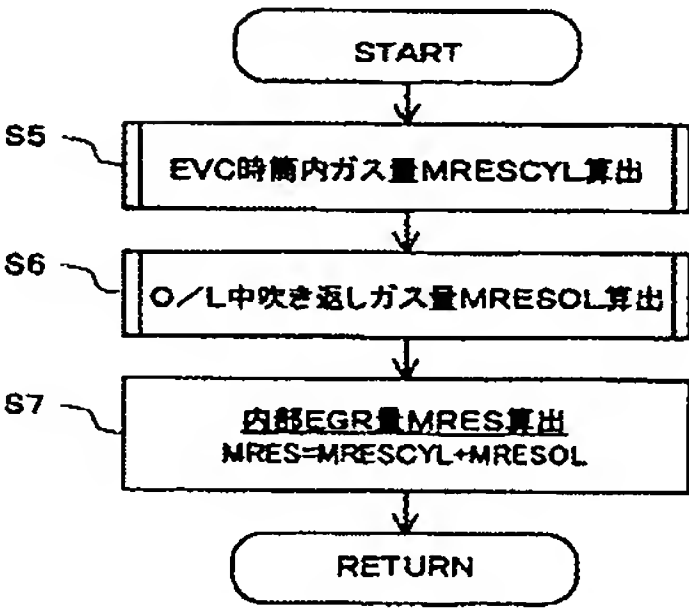 START
S5
EVC時筒内ガス量MRESCYL算出
S6
O/L中吹き返しガス量MRESOL算出
S7
内部EGR量MRES算出
MRES=MRESCYL+MRESOL
RETURN